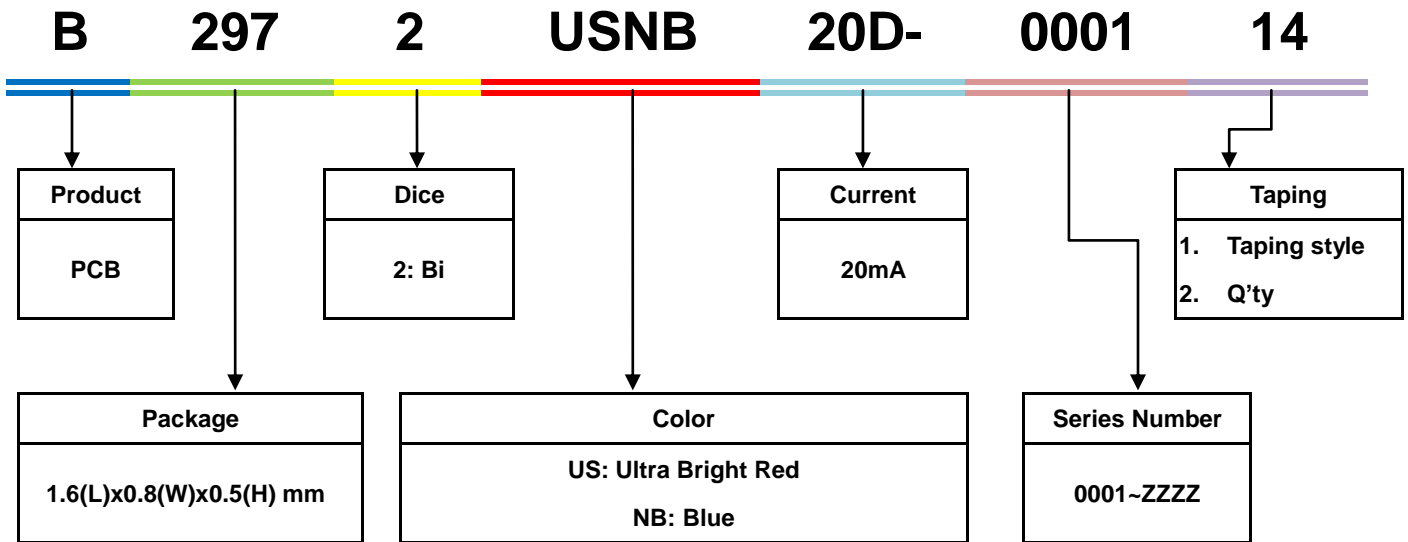 B 297 2 USNB 20D- 0001 14
Product
PCB
Dice
2: Bi
Current
20mA
Taping
1. Taping style
2. Q’ty
Package
1.6(L)x0.8(W)x0.5(H) mm
Color
US: Ultra Bright Red
NB: Blue
Series Number
0001~ZZZZ